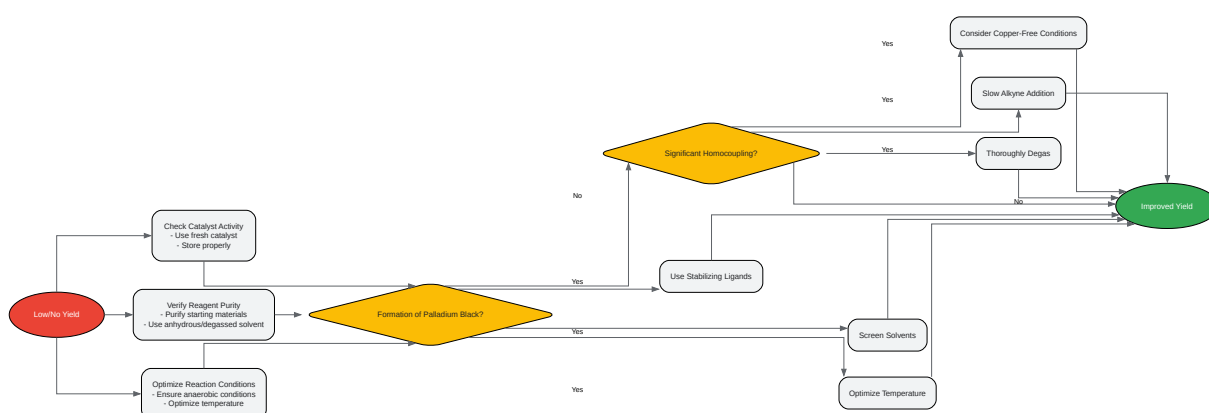 Low/No Yield
Check Catalyst Activity
- Use fresh catalyst
- Store properly
Verify Reagent Purity
- Purify starting materials
- Use anhydrous/degassed solvent
Optimize Reaction Conditions
- Ensure anaerobic conditions
- Optimize temperature
Formation of Palladium Black?
No
Yes
Yes
Yes
Use Stabilizing Ligands
Screen Solvents
Optimize Temperature
Significant Homocoupling?
Yes
Yes
Yes
No
Consider Copper-Free Conditions
Slow Alkyne Addition
Thoroughly Degas
Improved Yield